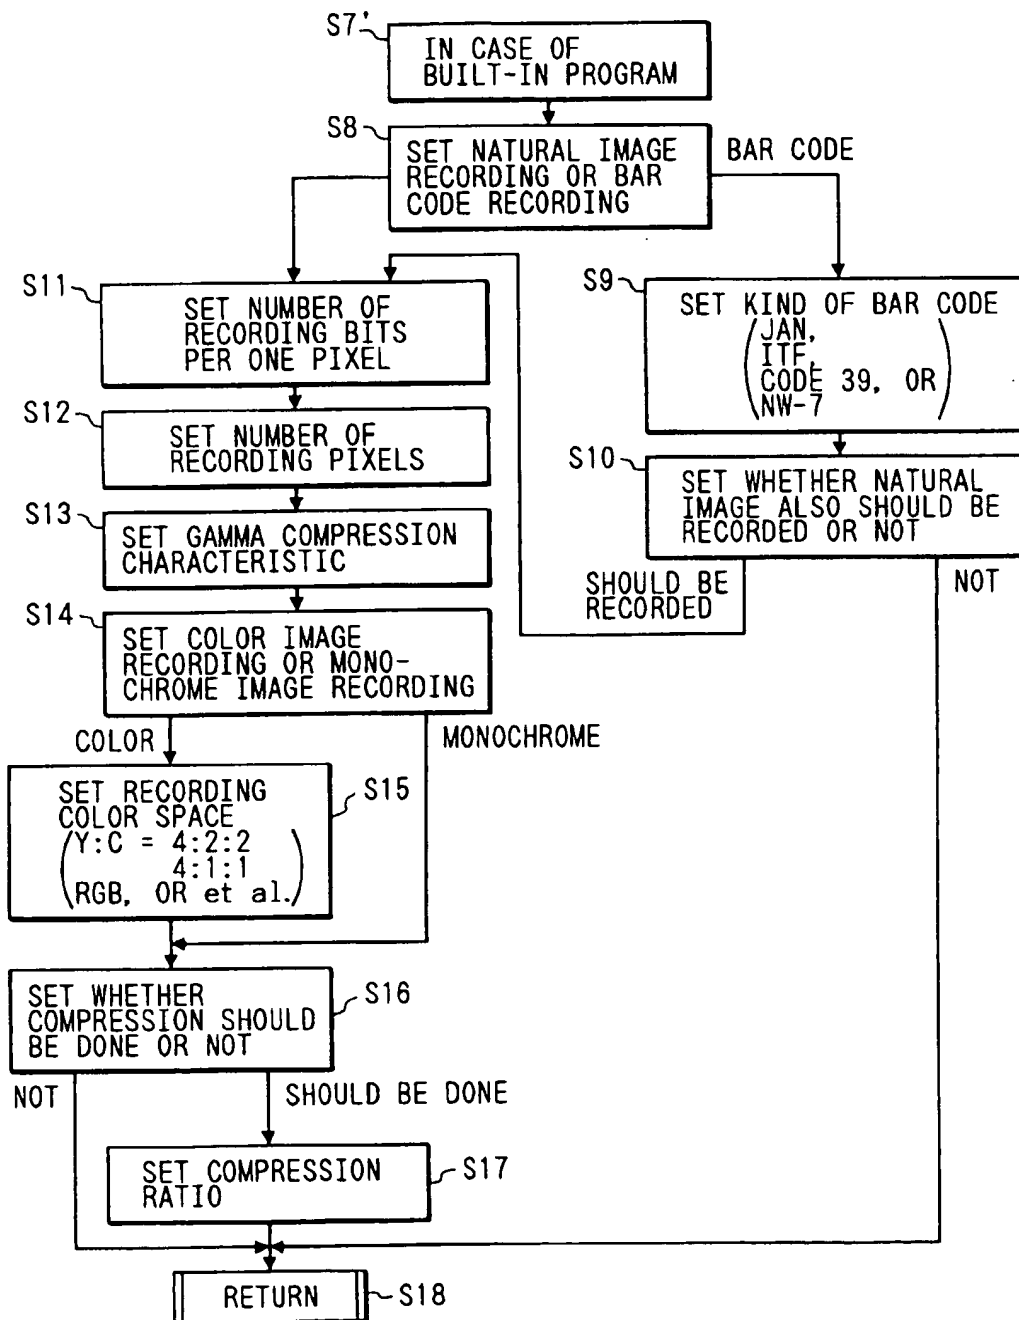 S7'
IN CASE OF
BUILT-IN PROGRAM
S8
SET NATURAL IMAGE
RECORDING OR BAR
CODE RECORDING
BAR CODE
S11
SET NUMBER OF
RECORDING BITS
PER ONE PIXEL
S9
SET KIND OF BAR CODE
(JAN,
ITF,
CODE 39, OR
NW-7)
S12
SET NUMBER OF
RECORDING PIXELS
S10
SET WHETHER NATURAL
IMAGE ALSO SHOULD BE
RECORDED OR NOT
S13
SET GAMMA COMPRESSION
CHARACTERISTIC
SHOULD BE
RECORDED
NOT
S14
SET COLOR IMAGE
RECORDING OR MONO-
CHROME IMAGE RECORDING
COLOR
MONOCHROME
S15
SET RECORDING
COLOR SPACE
(Y:C = 4:2:2
4:1:1
RGB, OR et al.)
S16
SET WHETHER
COMPRESSION SHOULD
BE DONE OR NOT
NOT
SHOULD BE DONE
SET COMPRESSION
RATIO
S17
RETURN
S18